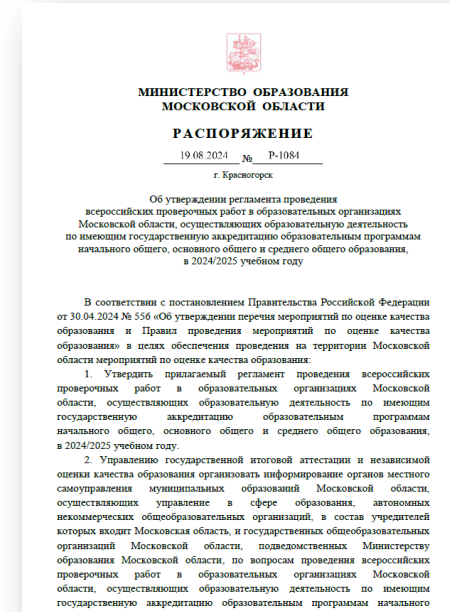 МИНИСТЕРСТВО ОБРАЗОВАНИЯ
МОСКОВСКОЙ ОБЛАСТИ
РАСПОРЯЖЕНИЕ
19.08.2024 № Р-1084
г. Красногорск
Об утверждении регламента проведения
всероссийских проверочных работ в образовательных организациях
Московской области, осуществляющих образовательную деятельность
по имеющим государственную аккредитацию образовательным программам
начального общего, основного общего и среднего общего образования,
в 2024/2025 учебном году
В соответствии с постановлением Правительства Российской Федерации
от 30.04.2024 № 556 «Об утверждении перечня мероприятий по оценке качества
образования и Правил проведения мероприятий по оценке качества
образования» в целях обеспечения проведения на территории Московской
области мероприятий по оценке качества образования:
1. Утвердить прилагаемый регламент проведения всероссийских
проверочных работ в образовательных организациях Московской
области, осуществляющих образовательную деятельность по имеющим
государственную аккредитацию образовательным программам
начального общего, основного общего и среднего общего образования,
в 2024/2025 учебном году.
2. Управлению государственной итоговой аттестации и независимой
оценки качества образования организовать информирование органов местного
самоуправления муниципальных образований Московской области,
осуществляющих управление в сфере образования, автономных
некоммерческих общеобразовательных организаций, в состав учредителей
которых входит Московская область, и государственных общеобразовательных
организаций Московской области, подведомственных Министерству
образования Московской области, по вопросам проведения всероссийских
проверочных работ в образовательных организациях Московской
области, осуществляющих образовательную деятельность по имеющим
государственную аккредитацию образовательным программам начального